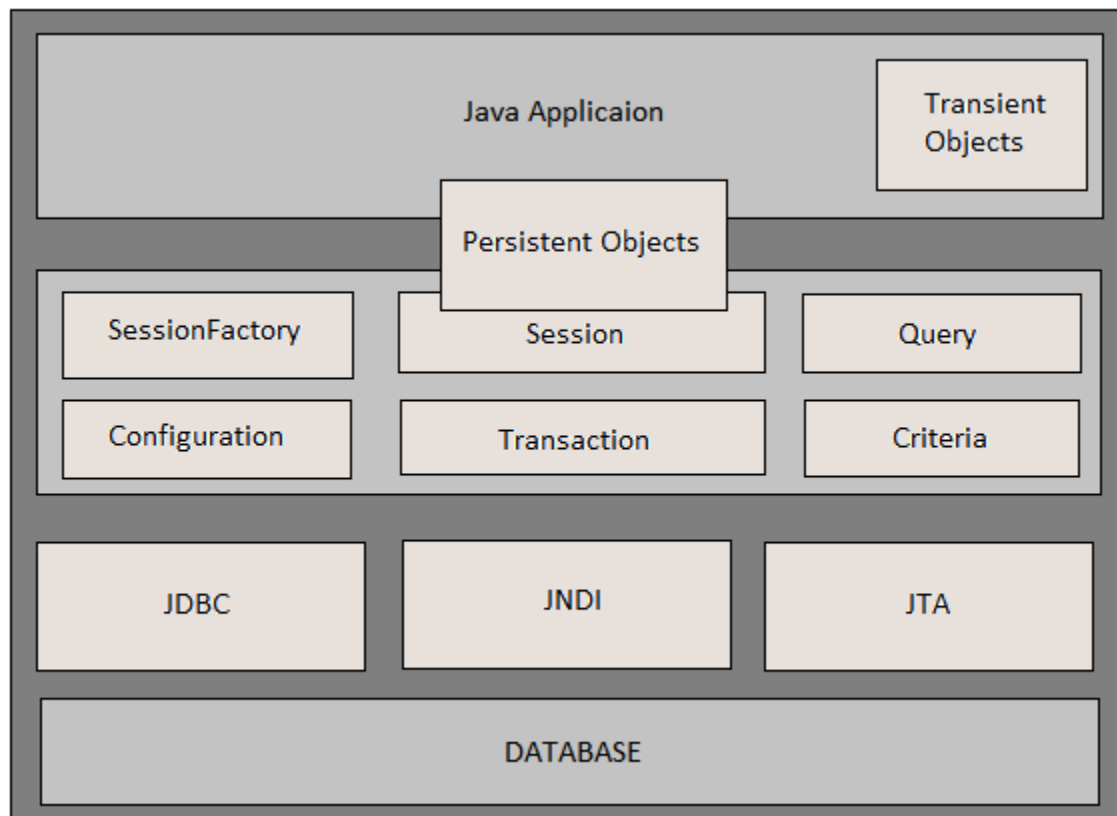 Java Applicaion
Transient
Objects
Persistent Objects
SessionFactory
Session
Query
Configuration
Transaction
Criteria
JDBC
JNDI
JTA
DATABASE